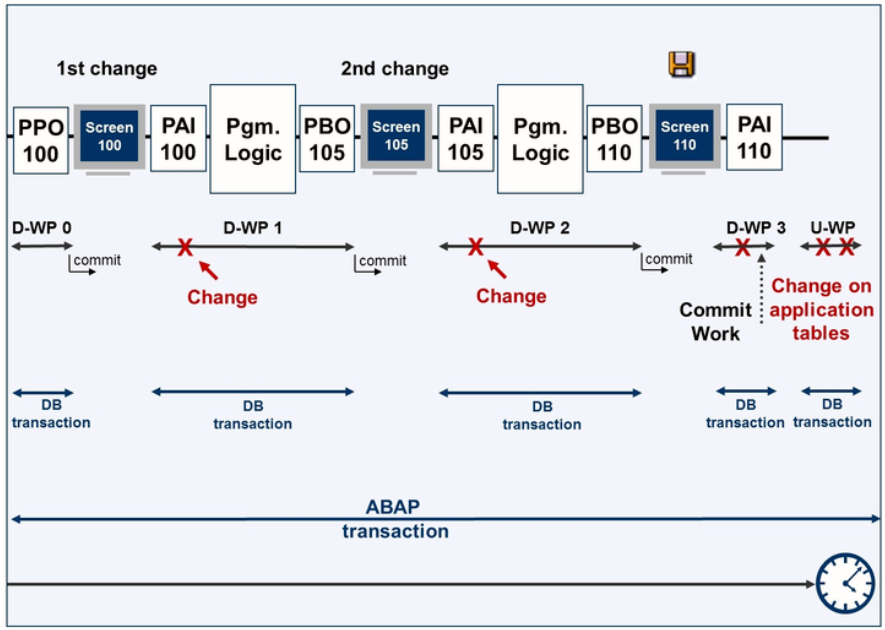 1st change
2nd change
PPO
100
Screen
100
PAI
100
Pgm.
Logic
PBO
105
Screen
105
PAI
105
Pgm.
Logic
PBO
110
Screen
110
PAI
110
D-WP 0
D-WP 1
D-WP 2
D-WP 3
U-WP
commit
commit
commit
Change
Change
Commit
Work
Change on
application
tables
DB
transaction
DB
transaction
DB
transaction
DB
transaction
DB
transaction
ABAP
transaction